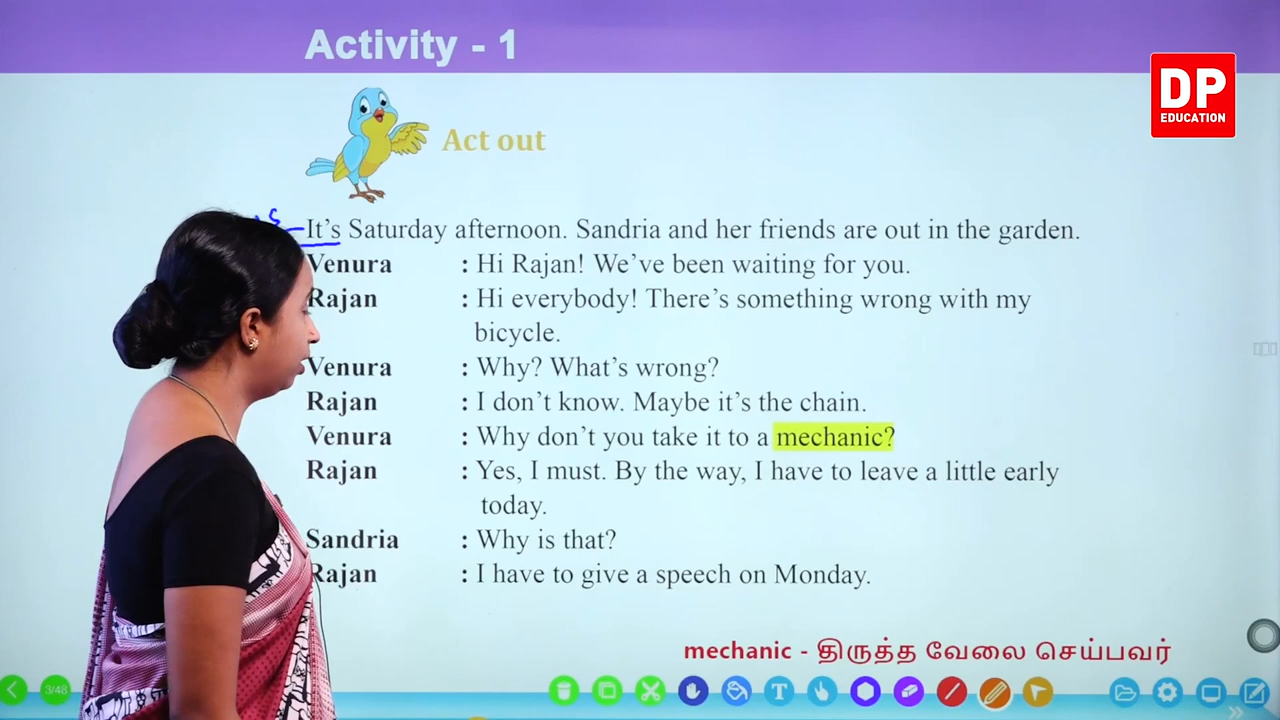 Activity - 1
DP
EDUCATION
Act out
It's Saturday afternoon. Sandria and her friends are out in the garden.
Venura : Hi Rajan! We've been waiting for you.
Rajan : Hi everybody! There's something wrong with my
bicycle.
Venura : Why? What's wrong?
Rajan : I don't know. Maybe it's the chain.
Venura : Why don't you take it to a mechanic?
Rajan : Yes, I must. By the way, I have to leave a little early
today.
Sandria : Why is that?
Rajan : I have to give a speech on Monday.
mechanic - திருத்த வேலை செய்பவர்
3/48